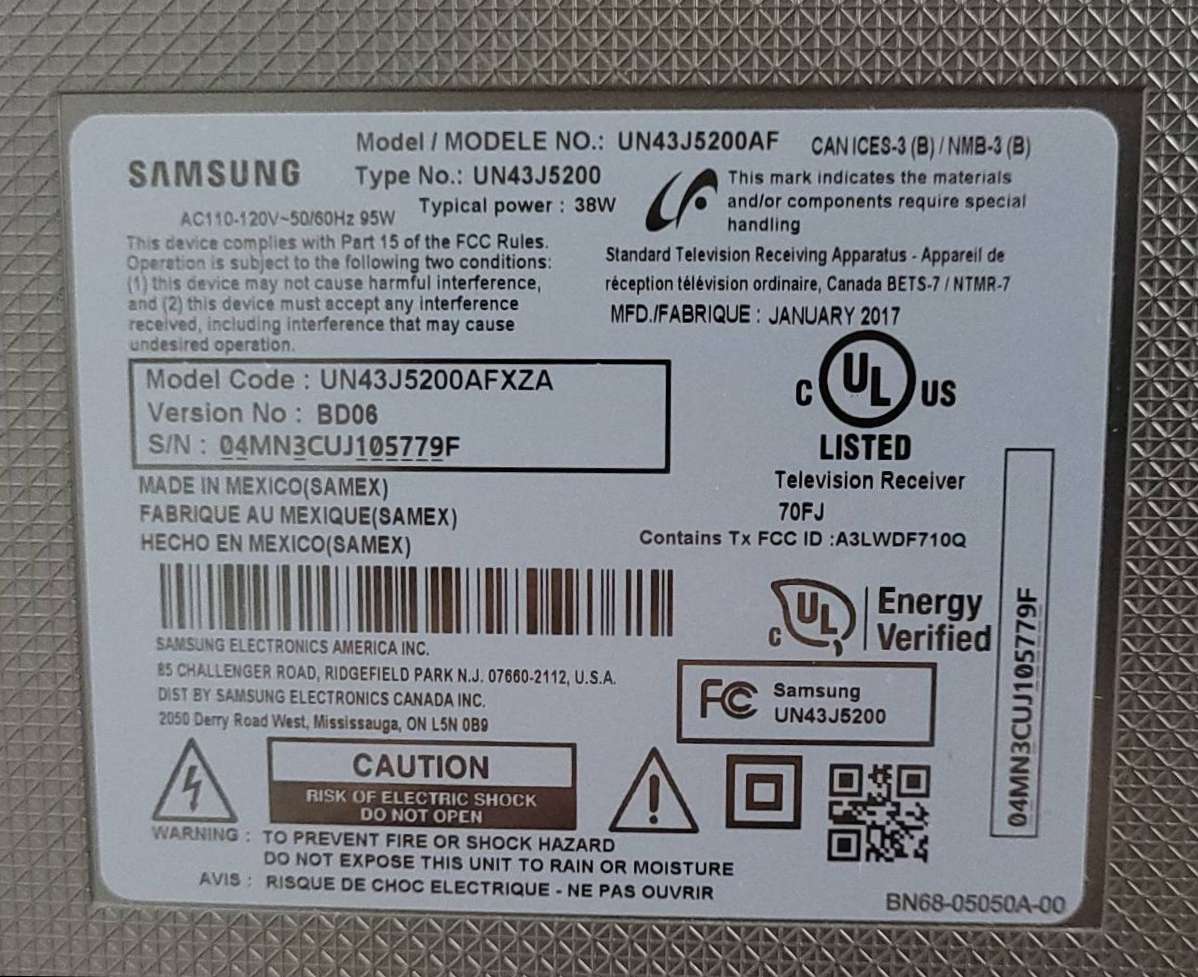 Model / MODELE NO.: UN43J5200AF
CAN ICES-3 (B) / NMB-3 (B)
SAMSUNG
Type No.: UN43J5200
Typical power : 38W
AC110-120V~50/60Hz 95W
This mark indicates the materials
and/or components require special
handling
This device complies with Part 15 of the FCC Rules.
Operation is subject to the following two conditions:
(1) this device may not cause harmful interference,
and (2) this device must accept any interference
received, including interference that may cause
undesired operation.
Standard Television Receiving Apparatus - Appareil de
réception télévision ordinaire, Canada BETS-7 / NTMR-7
MFD./FABRIQUE : JANUARY 2017
Model Code : UN43J5200AFXZA
Version No : BD06
S/N : 04MN3CUJ105779F
C UL US
LISTED
Television Receiver
70FJ
Contains Tx FCC ID :A3LWDF710Q
MADE IN MEXICO(SAMEX)
FABRIQUE AU MEXIQUE(SAMEX)
HECHO EN MEXICO(SAMEX)
C UL Energy
Verified
SAMSUNG ELECTRONICS AMERICA INC.
85 CHALLENGER ROAD, RIDGEFIELD PARK N.J. 07660-2112, U.S.A.
DIST BY SAMSUNG ELECTRONICS CANADA INC.
2050 Derry Road West, Mississauga, ON L5N 0B9
FC Samsung
UN43J5200
04MN3CUJ105779F
CAUTION
RISK OF ELECTRIC SHOCK
DO NOT OPEN
WARNING : TO PREVENT FIRE OR SHOCK HAZARD
DO NOT EXPOSE THIS UNIT TO RAIN OR MOISTURE
AVIS : RISQUE DE CHOC ELECTRIQUE - NE PAS OUVRIR
BN68-05050A-00